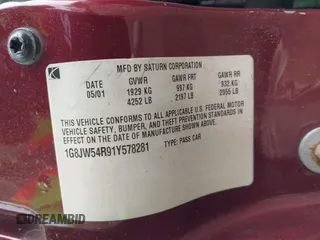 MFD BY SATURN CORPORATION
DATE GVWR GAWR FRT GAWR RR
05/01 1929 KG 997 KG 932 KG
4252 LB 2197 LB 2055 LB
THIS VEHICLE CONFORMS TO ALL APPLICABLE U.S. FEDERAL MOTOR
VEHICLE SAFETY, BUMPER, AND THEFT PREVENTION STANDARDS IN
EFFECT ON THE DATE OF MANUFACTURE SHOWN ABOVE.
1G8JW54R91Y578281 TYPE: PASS CAR
DREAMBID